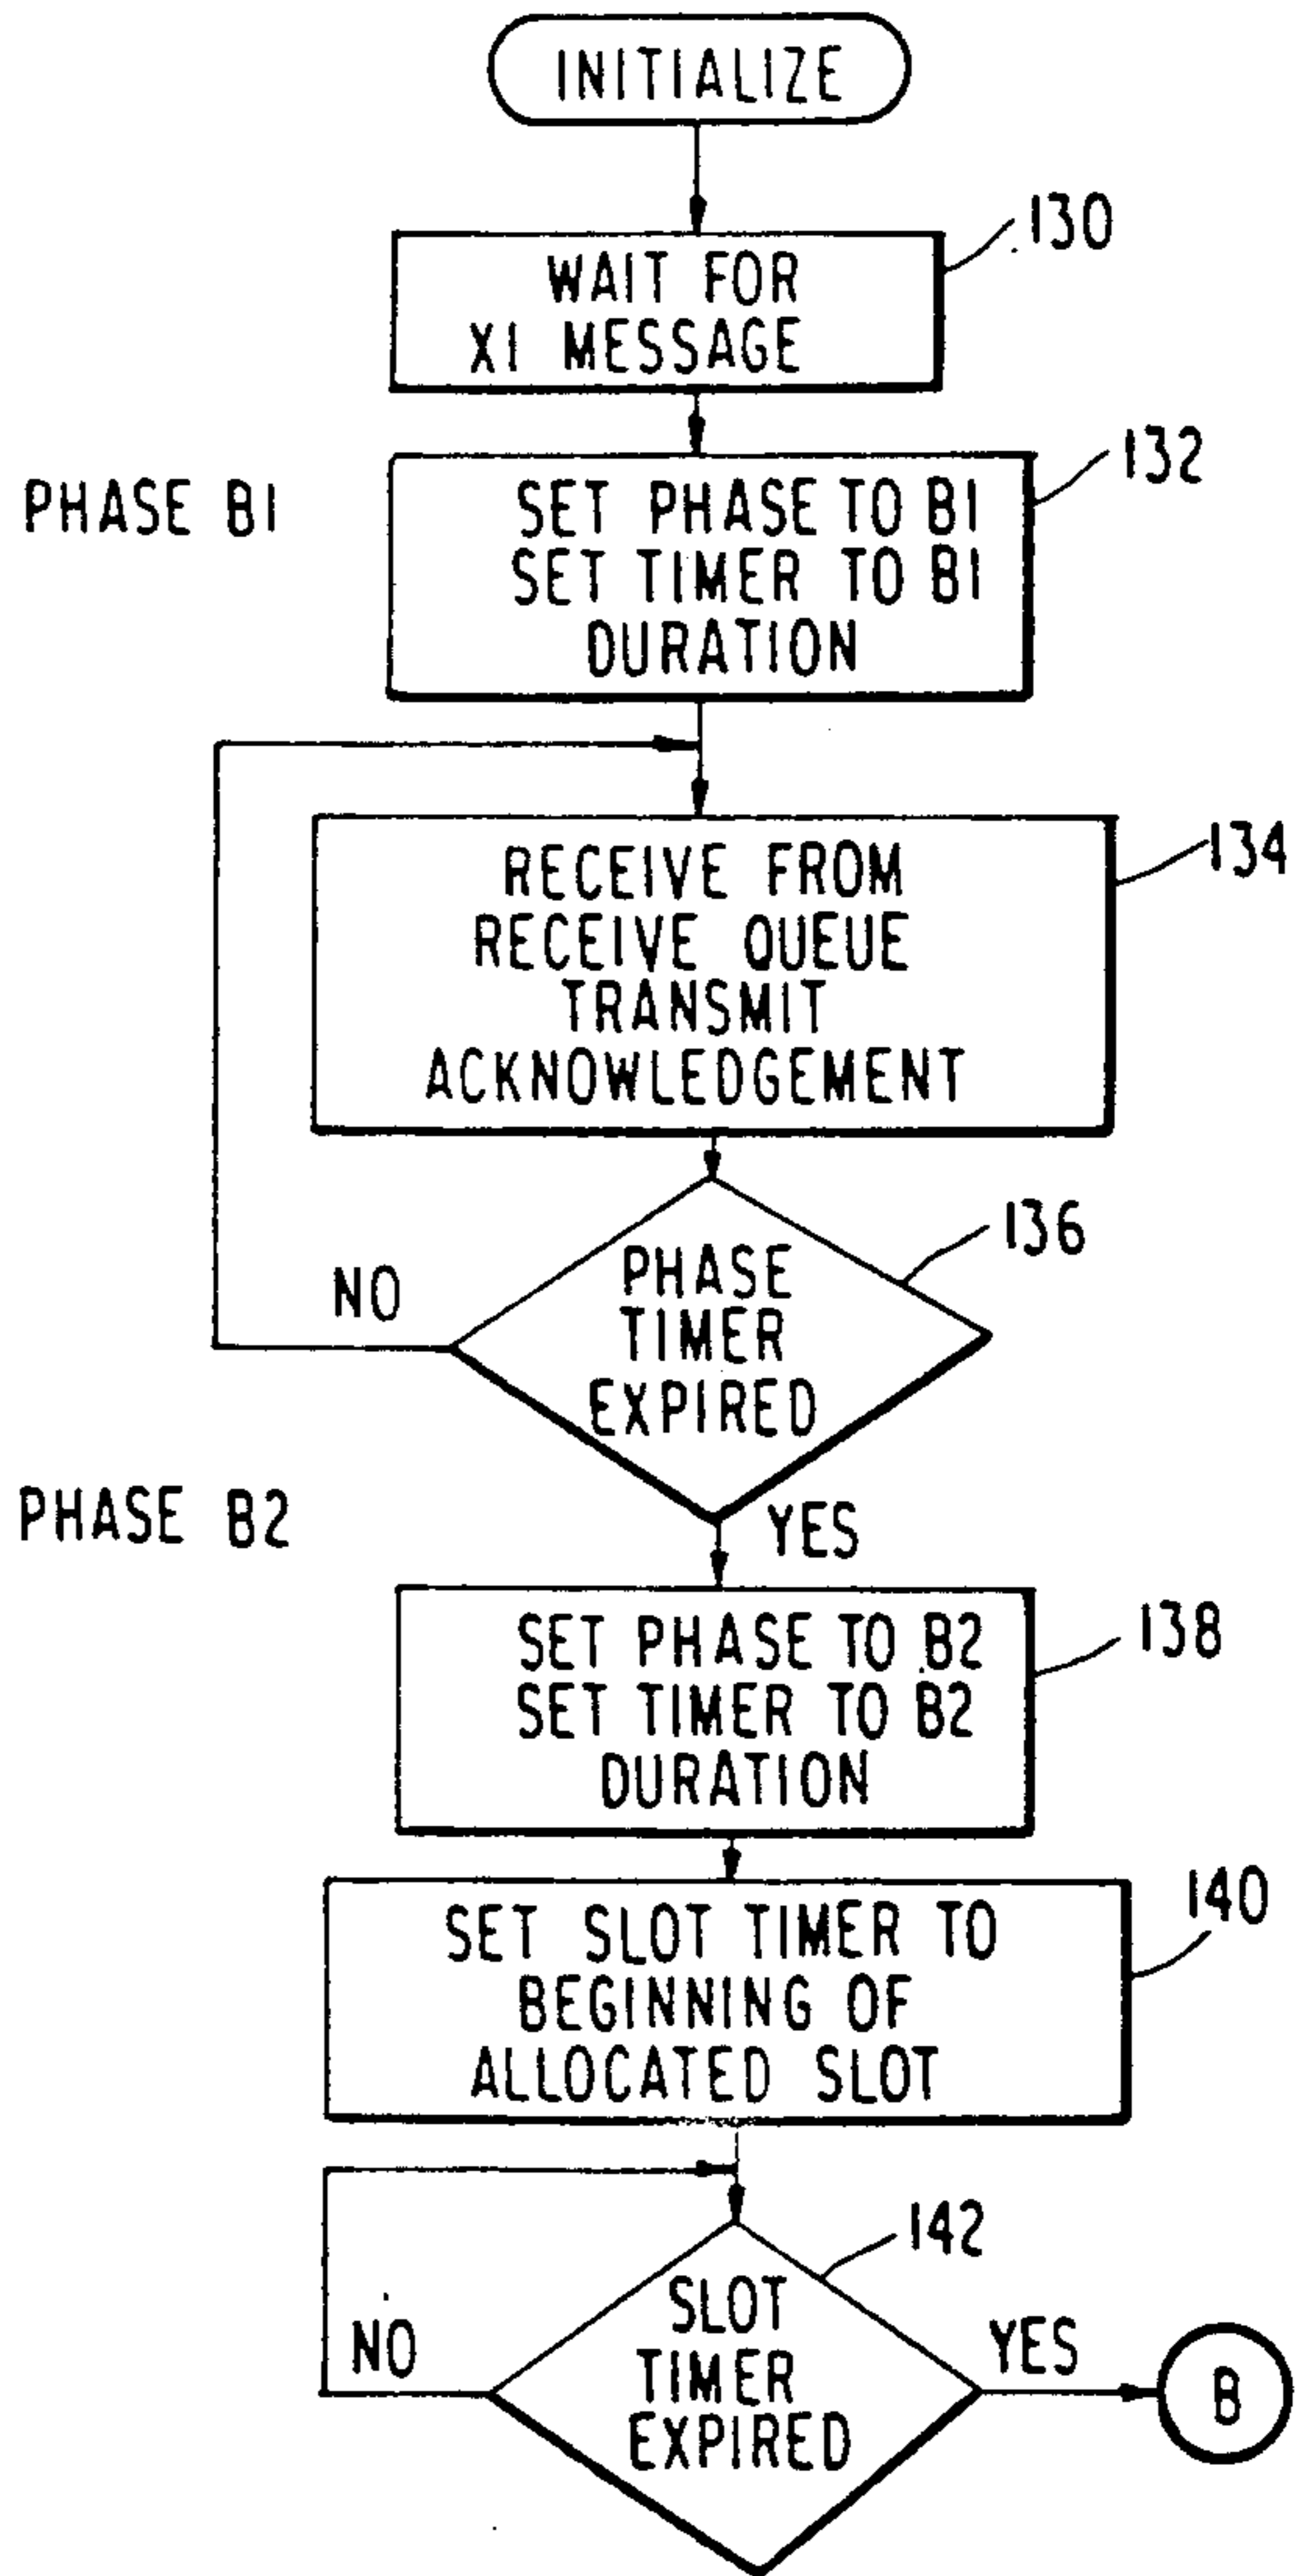 INITIALIZE
130
WAIT FOR
X1 MESSAGE
132
PHASE B1
SET PHASE TO B1
SET TIMER TO B1
DURATION
134
RECEIVE FROM
RECEIVE QUEUE
TRANSMIT
ACKNOWLEDGEMENT
136
PHASE
TIMER
EXPIRED
NO
PHASE B2
YES
138
SET PHASE TO B2
SET TIMER TO B2
DURATION
140
SET SLOT TIMER TO
BEGINNING OF
ALLOCATED SLOT
142
SLOT
TIMER
EXPIRED
NO
YES
B